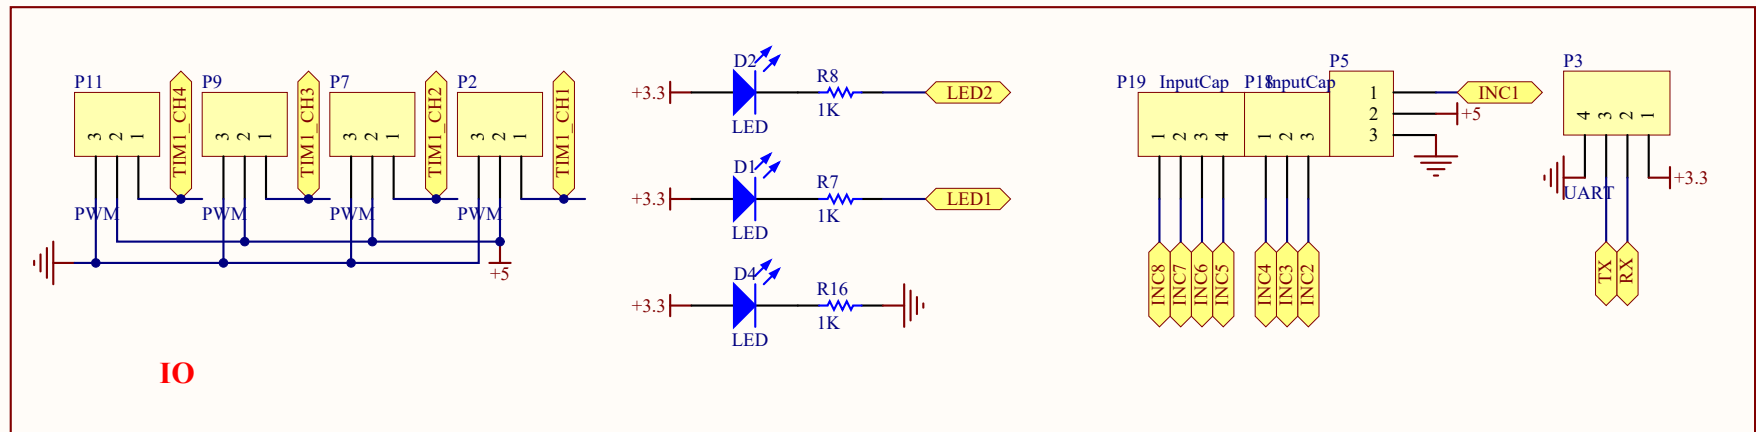 P11
3 2 1
TIM1_CH4
PWM
P9
3 2 1
TIM1_CH3
PWM
P7
3 2 1
TIM1_CH2
PWM
P2
3 2 1
TIM1_CH1
PWM
+5
IO
D2
+3.3
LED
R8
1K
LED2
D1
+3.3
LED
R7
1K
LED1
D4
+3.3
LED
R16
1K
P19
InputCap
1 2 3 4
INC8
INC7
INC6
INC5
P18
InputCap
1 2 3
INC4
INC3
INC2
P5
1
2
3
INC1
+5
P3
4 3 2 1
UART
+3.3
TX
RX